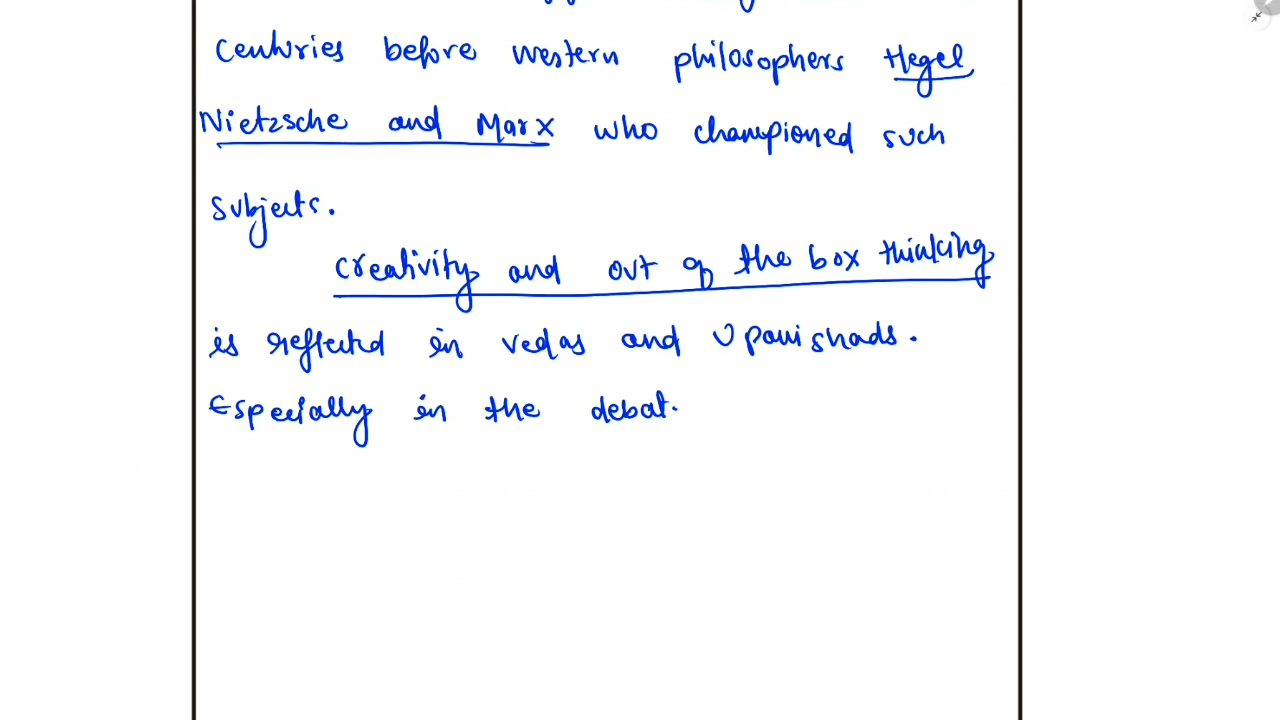 centuries before western philosophers Hegel
Nietzsche and Marx who championed such
subjects.
creativity and out of the box thinking
is reflected in vedas and Upanishads.
Especially in the debat.